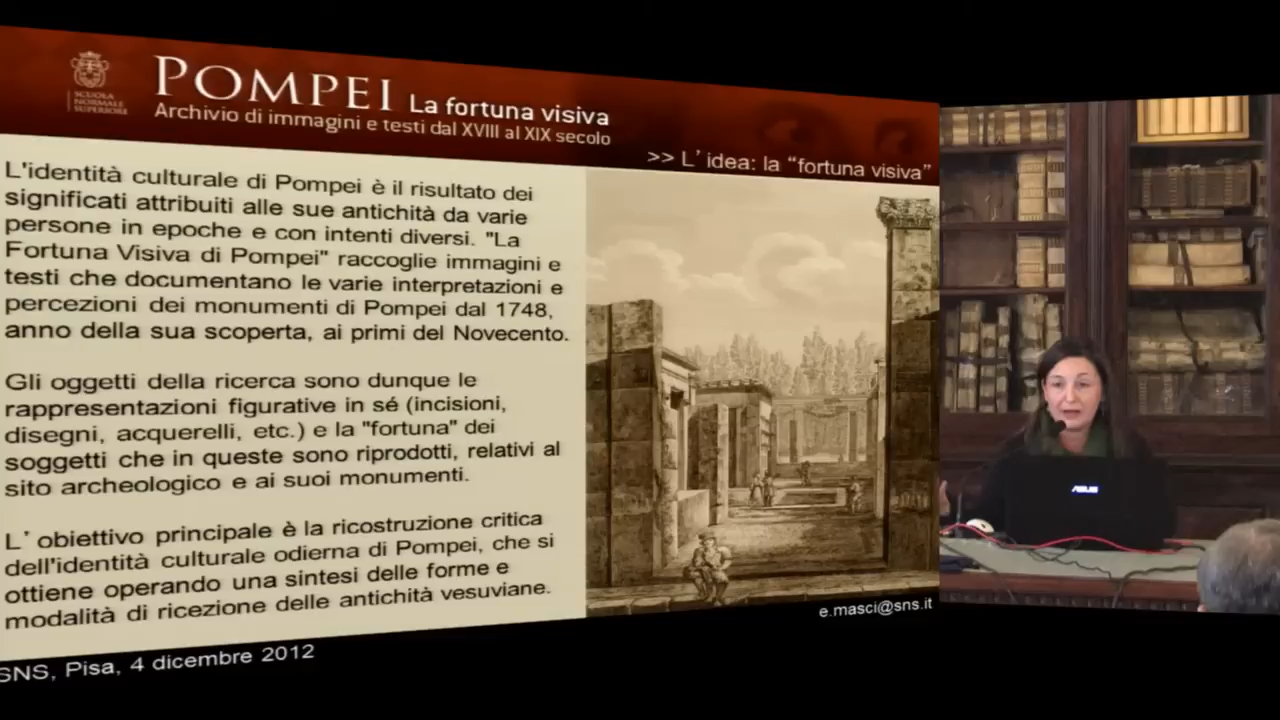 SCUOLA
NORMALE
SUPERIORE
POMPEI La fortuna visiva
Archivio di immagini e testi dal XVIII al XIX secolo
>> L'idea: la “fortuna visiva”
L'identità culturale di Pompei è il risultato dei
significati attribuiti alle sue antichità da varie
persone in epoche e con intenti diversi. "La
Fortuna Visiva di Pompei" raccoglie immagini e
testi che documentano le varie interpretazioni e
percezioni dei monumenti di Pompei dal 1748,
anno della sua scoperta, ai primi del Novecento.
Gli oggetti della ricerca sono dunque le
rappresentazioni figurative in sé (incisioni,
disegni, acquerelli, etc.) e la "fortuna" dei
soggetti che in queste sono riprodotti, relativi al
sito archeologico e ai suoi monumenti.
L'obiettivo principale è la ricostruzione critica
dell'identità culturale odierna di Pompei, che si
ottiene operando una sintesi delle forme e
modalità di ricezione delle antichità vesuviane.
e.masci@sns.it
SNS, Pisa, 4 dicembre 2012
ASUS